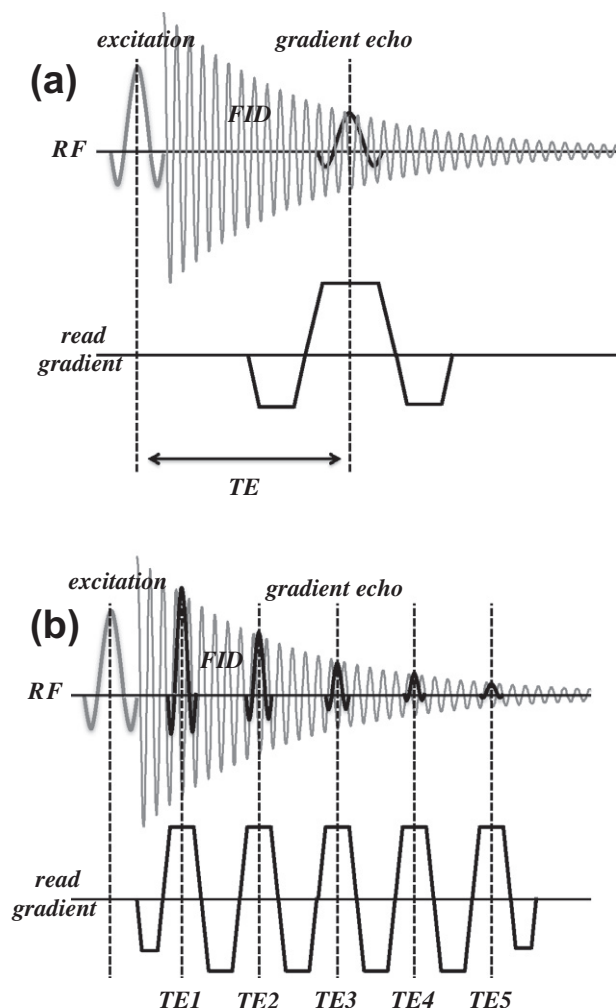 excitation
gradient echo
(a)
FID
RF
read
gradient
TE
excitation
gradient echo
(b)
FID
RF
read
gradient
TE1 TE2 TE3 TE4 TE5